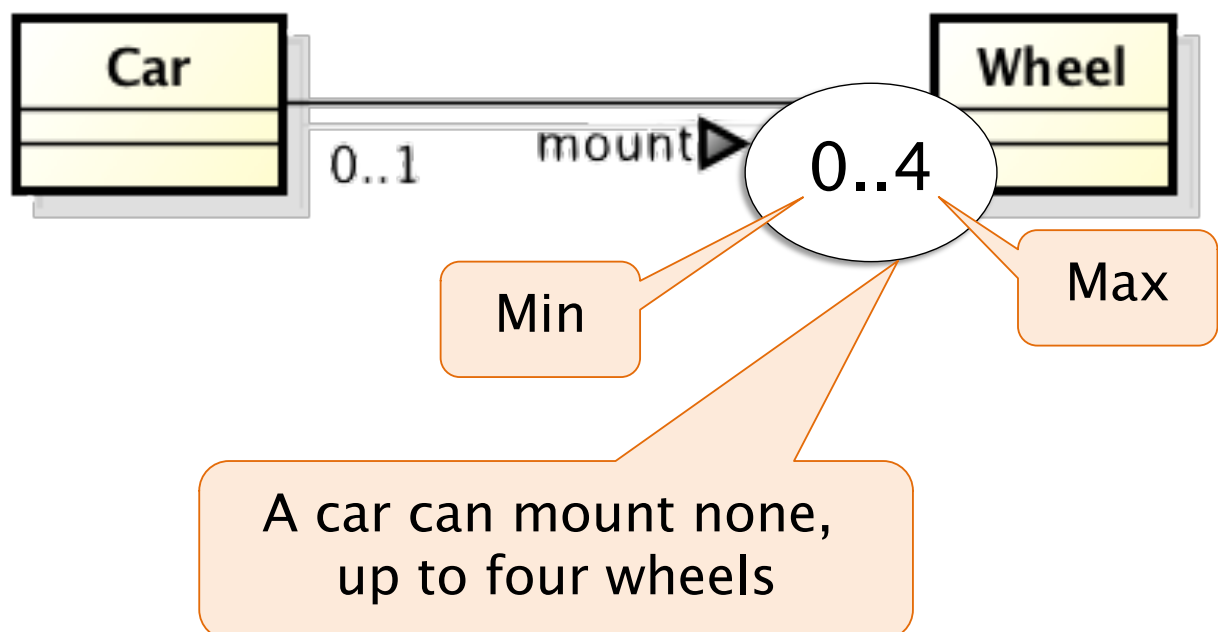 Car
Wheel
0..1
mount
0..4
Min
Max
A car can mount none,
up to four wheels